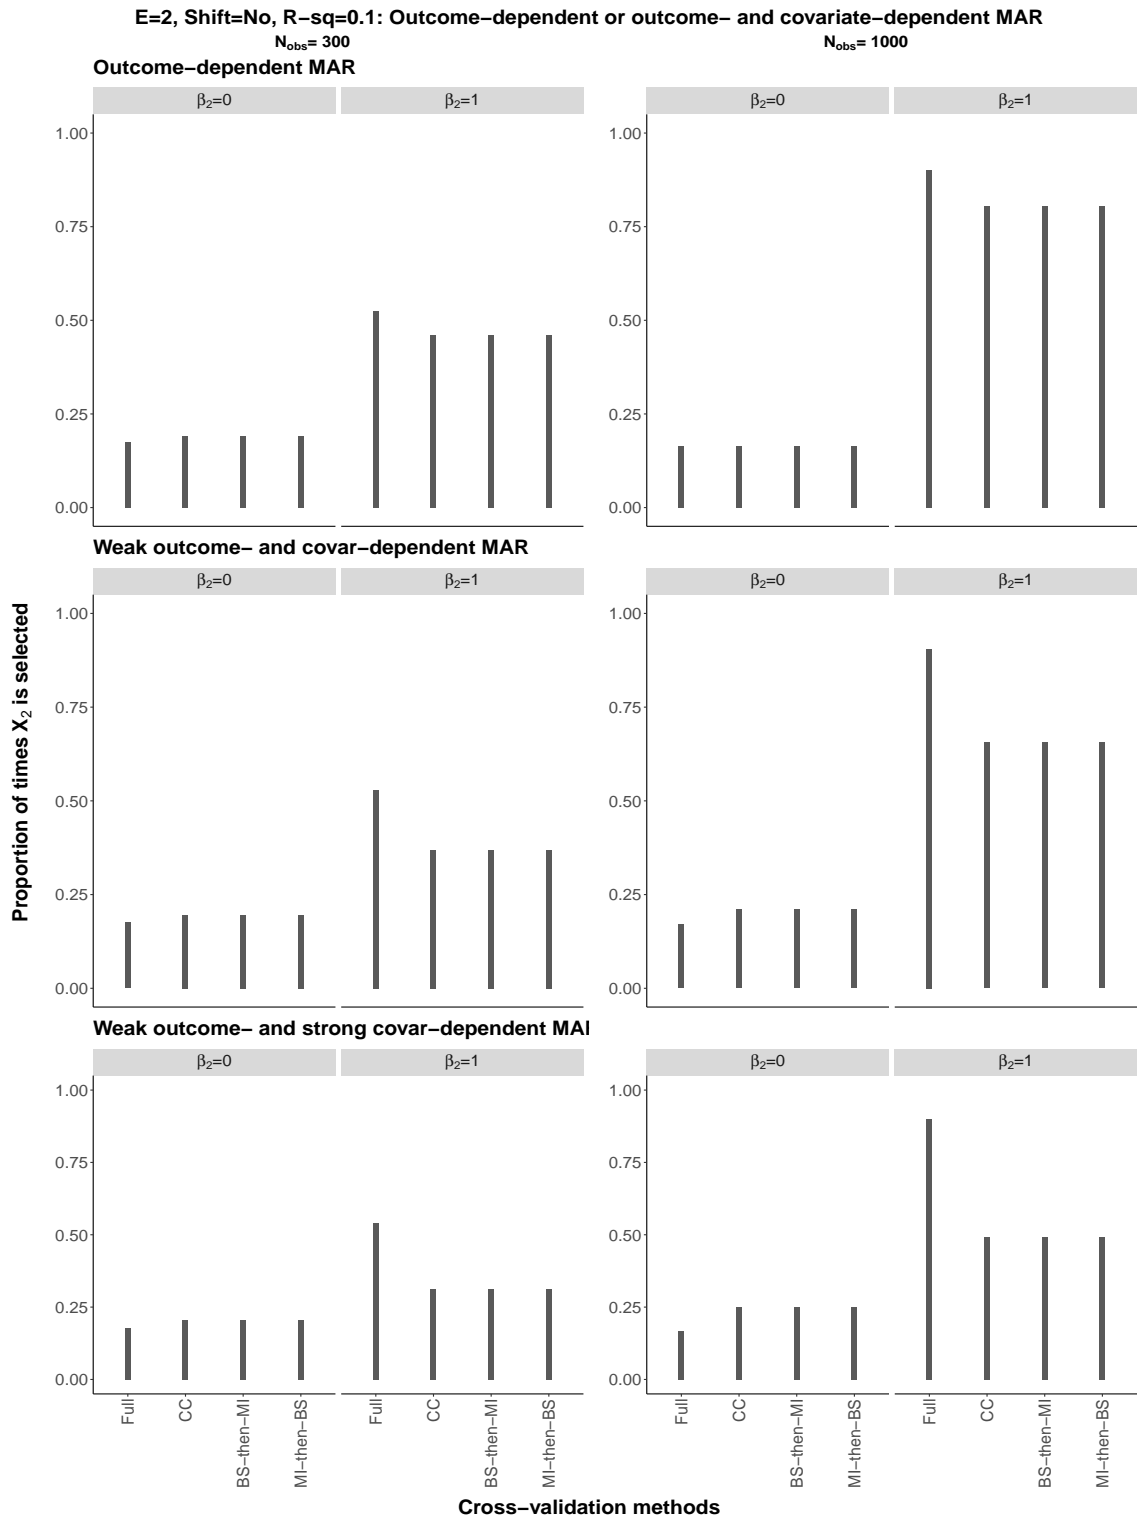 E=2, Shift=No, R−sq=0.1: Outcome−dependent or outcome− and covariate−dependent MAR
Nobs= 300 Nobs= 1000
Outcome−dependent MAR
β2=0 β2=1 β2=0 β2=1
1.00 1.00
0.75 0.75
0.50 0.50
0.25 0.25
0.00 0.00
Weak outcome− and covar−dependent MAR
β2=0 β2=1 β2=0 β2=1
1.00 1.00
0.75 0.75
0.50 0.50
0.25 0.25
0.00 0.00
Proportion of times X2 is selected
Weak outcome− and strong covar−dependent MAI
β2=0 β2=1 β2=0 β2=1
1.00 1.00
0.75 0.75
0.50 0.50
0.25 0.25
0.00 0.00
Full CC BS−then−MI MI−then−BS Full CC BS−then−MI MI−then−BS Full CC BS−then−MI MI−then−BS Full CC BS−then−MI MI−then−BS
Cross−validation methods